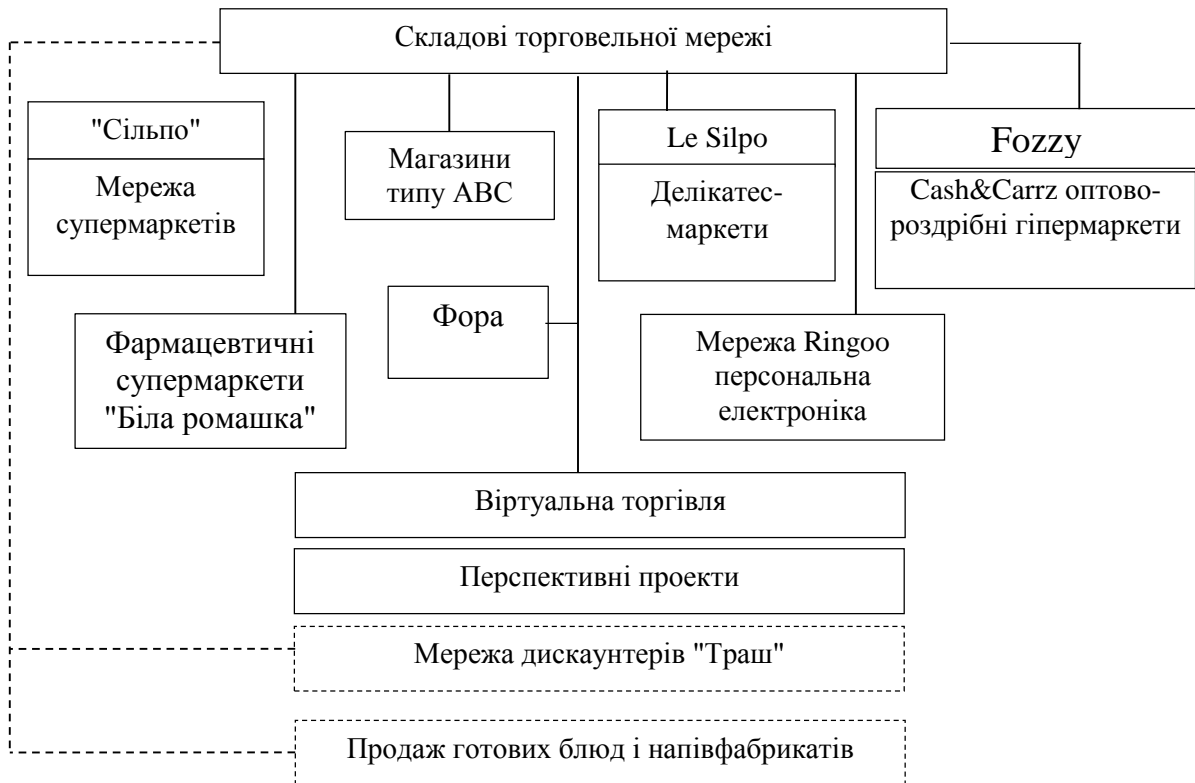 Складові торговельної мережі
"Сільпо"
Мережа
супермаркетів
Магазини
типу АВС
Le Silpo
Делікатес-
маркети
Fozzy
Cash&Carrz оптово-
роздрібні гіпермаркети
Фармацевтичні
супермаркети
"Біла ромашка"
Фора
Мережа Ringoo
персональна
електроніка
Віртуальна торгівля
Перспективні проекти
Мережа дискаунтерів "Траш"
Продаж готових блюд і напівфабрикатів